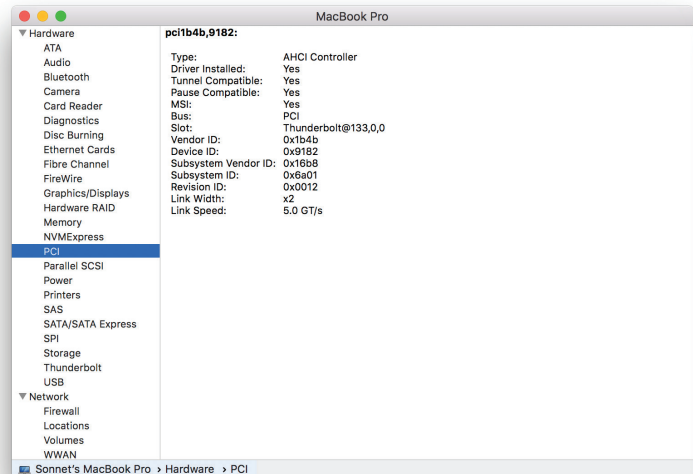 MacBook Pro
Hardware
ATA
Audio
Bluetooth
Camera
Card Reader
Diagnostics
Disc Burning
Ethernet Cards
Fibre Channel
FireWire
Graphics/Displays
Hardware RAID
Memory
NVMExpress
PCI
Parallel SCSI
Power
Printers
SAS
SATA/SATA Express
SPI
Storage
Thunderbolt
USB
Network
Firewall
Locations
Volumes
WWAN
pci1b4b,9182:
Type: AHCI Controller
Driver Installed: Yes
Tunnel Compatible: Yes
Pause Compatible: Yes
MSI: Yes
Bus: PCI
Slot: Thunderbolt@133,0,0
Vendor ID: 0x1b4b
Device ID: 0x9182
Subsystem Vendor ID: 0x16b8
Subsystem ID: 0x6a01
Revision ID: 0x0012
Link Width: x2
Link Speed: 5.0 GT/s
Sonnet's MacBook Pro › Hardware › PCI